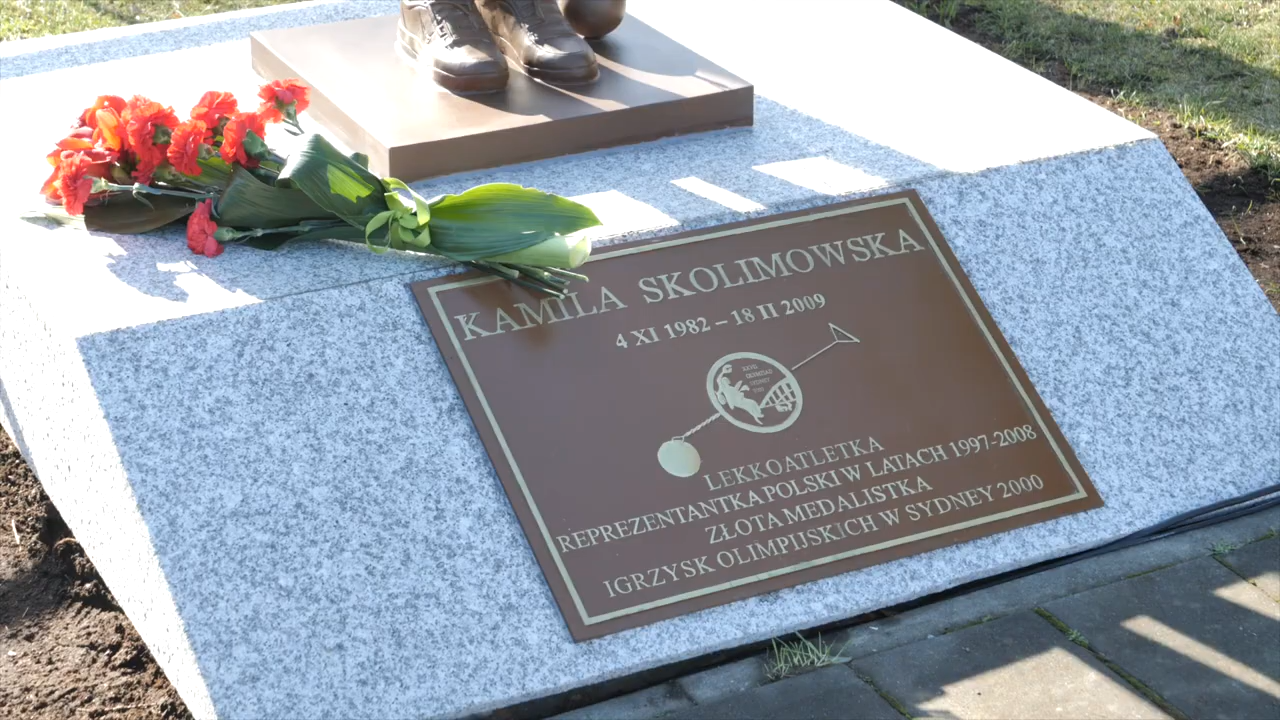 KAMILA SKOLIMOWSKA
4 XI 1982 – 18 II 2009
LEKKOATLETKA
REPREZENTANTKA POLSKI W LATACH 1997-2008
ZŁOTA MEDALISTKA
IGRZYSK OLIMPIJSKICH W SYDNEY 2000